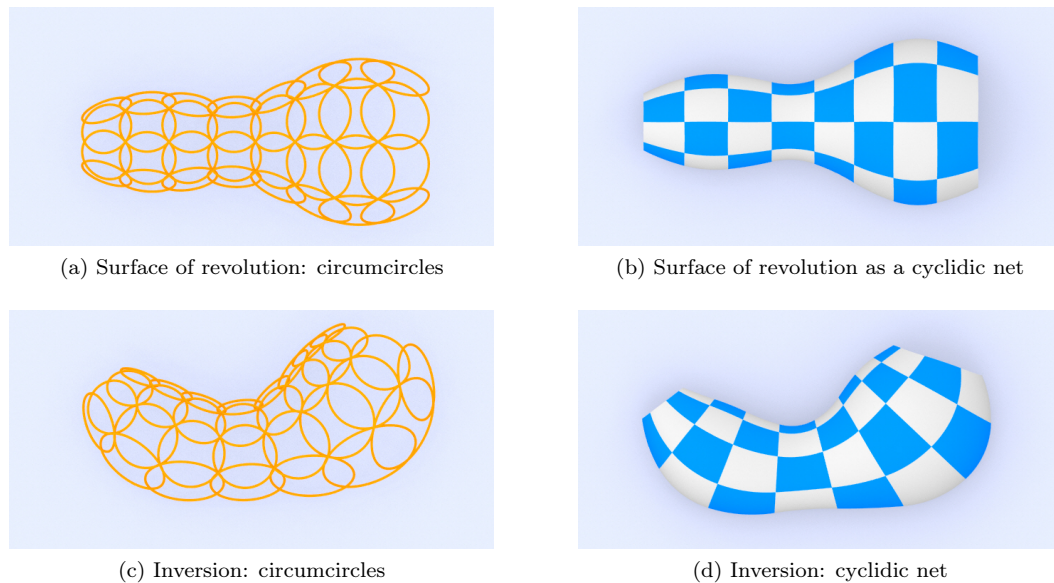 (a) Surface of revolution: circumcircles
(b) Surface of revolution as a cyclidic net
(c) Inversion: circumcircles
(d) Inversion: cyclidic net